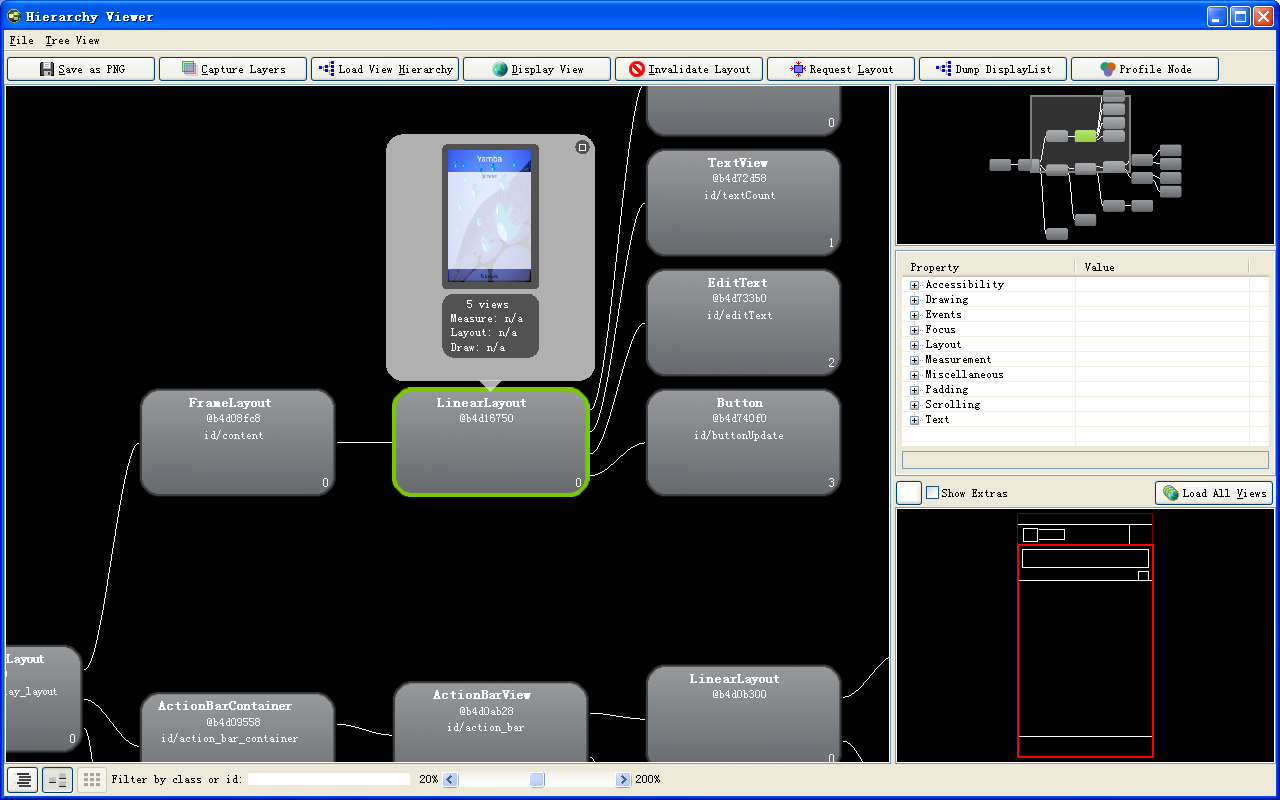 Hierarchy Viewer
File Tree View
Save as PNG Capture Layers Load View Hierarchy Display View Invalidate Layout Request Layout Dump DisplayList Profile Node
0
TextView
@b4d72d58
id/textCount
1
EditText
@b4d733b0
id/editText
2
Button
@b4d740f0
id/buttonUpdate
3
Yamba
5 views
Measure: n/a
Layout: n/a
Draw: n/a
FrameLayout
@b4d08fc8
id/content
0
LinearLayout
@b4d16750
0
Layout
lay_layout
0
ActionBarContainer
@b4d09558
id/action_bar_container
ActionBarView
@b4d0ab28
id/action_bar
LinearLayout
@b4d0b300
0
Property Value
Accessibility
Drawing
Events
Focus
Layout
Measurement
Miscellaneous
Padding
Scrolling
Text
Show Extras Load All Views
Filter by class or id: 20% 200%